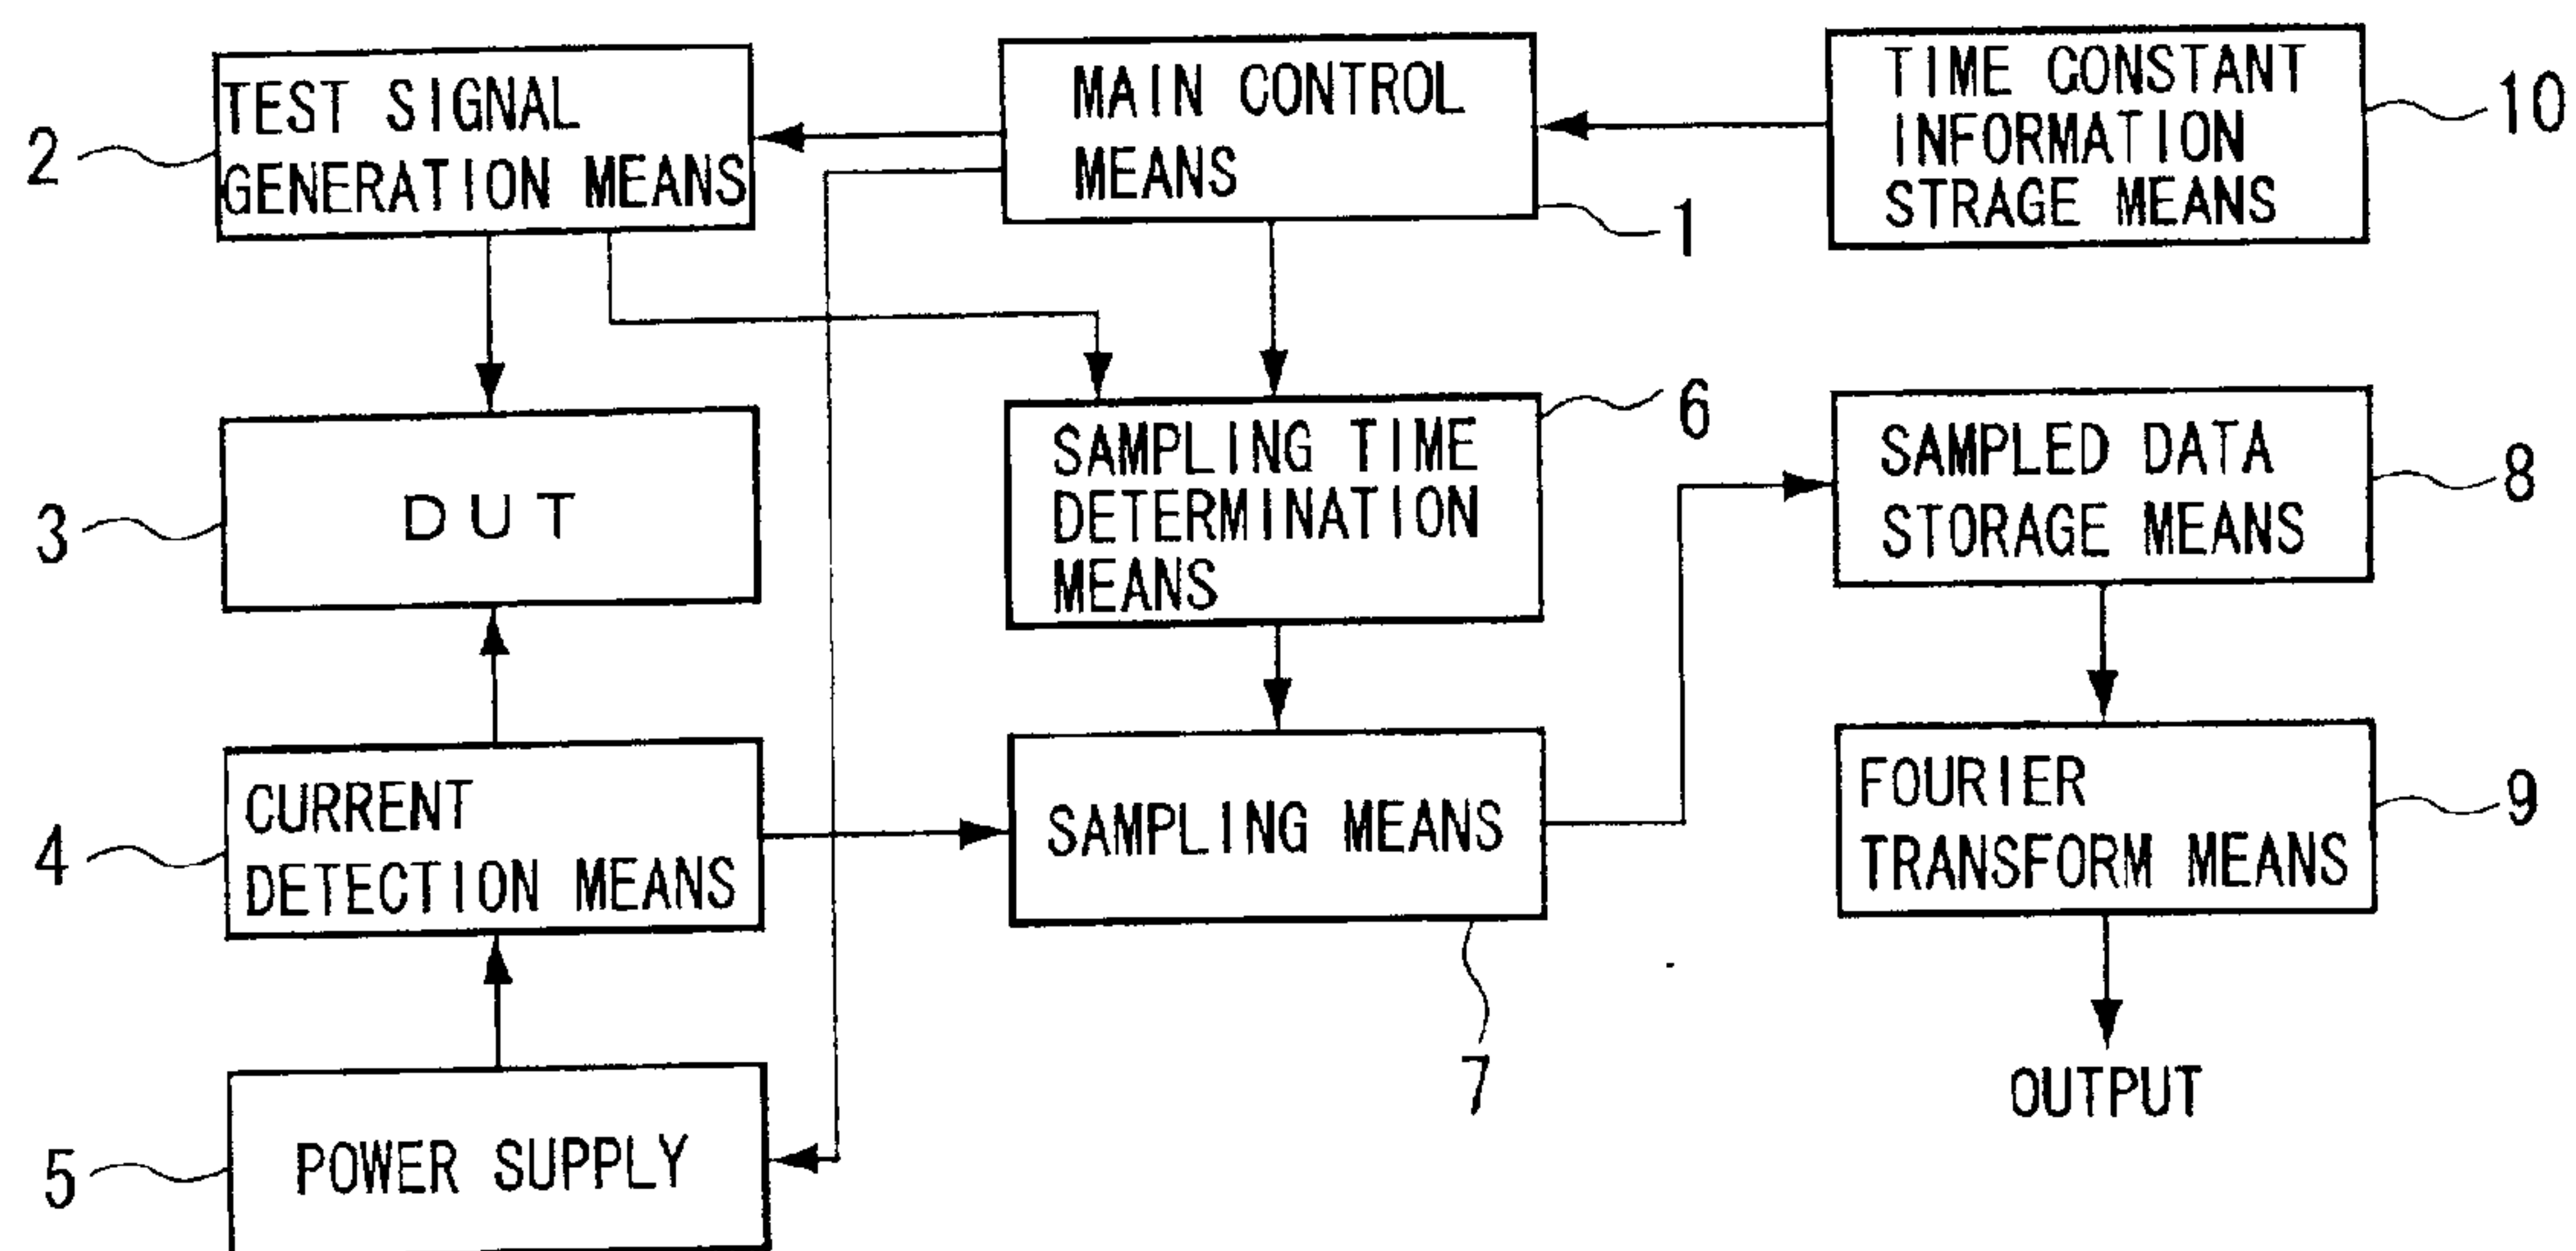 TEST SIGNAL
GENERATION MEANS
2
MAIN CONTROL
MEANS
1
TIME CONSTANT
INFORMATION
STRAGE MEANS
10
DUT
3
SAMPLING TIME
DETERMINATION
MEANS
6
SAMPLED DATA
STORAGE MEANS
8
CURRENT
DETECTION MEANS
4
SAMPLING MEANS
7
FOURIER
TRANSFORM MEANS
9
POWER SUPPLY
5
OUTPUT